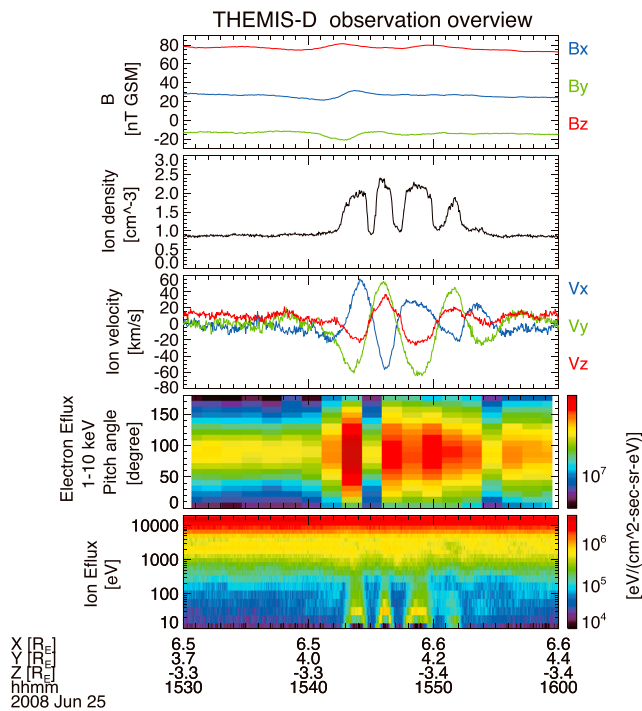 THEMIS-D observation overview
80
60
40
20
0
-20
B
[nT GSM]
Bx
By
Bz
3.0
2.5
2.0
1.5
1.0
0.5
0.0
Ion density
[cm^-3]
60
40
20
0
-20
-40
-60
-80
Ion velocity
[km/s]
Vx
Vy
Vz
150
100
50
0
Electron Eflux
1-10 keV
Pitch angle
[degree]
10^7
10000
1000
100
10
Ion Eflux
[eV]
10^6
10^5
10^4
[eV/(cm^2-sec-sr-eV)]
X [R_E] 6.5 6.5 6.6 6.6
Y [R_E] 3.7 4.0 4.2 4.4
Z [R_E] -3.3 -3.3 -3.4 -3.4
hhmm 1530 1540 1550 1600
2008 Jun 25